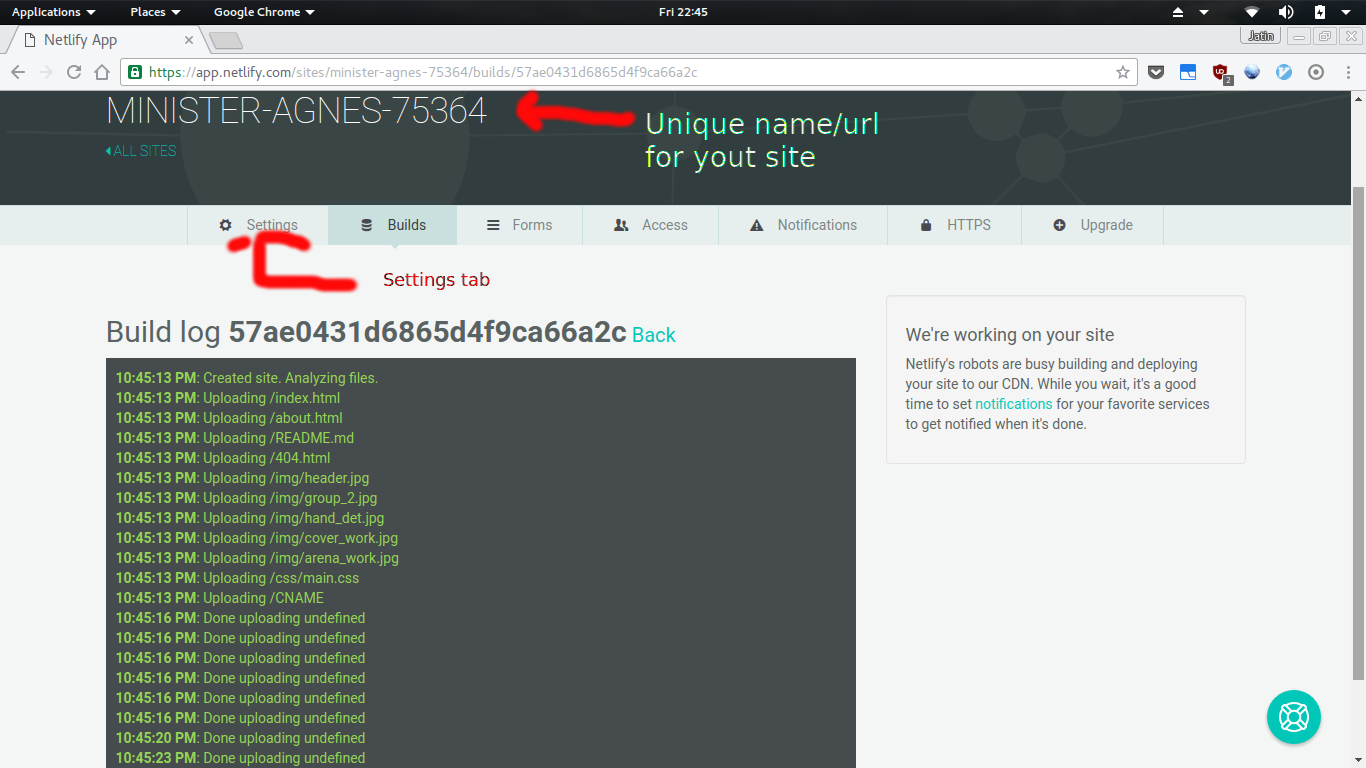 Applications Places Google Chrome Fri 22:45
Netlify App Jatin
https://app.netlify.com/sites/minister-agnes-75364/builds/57ae0431d6865d4f9ca66a2c
2
MINISTER-AGNES-75364
Unique name/url
for yout site
ALL SITES
Settings Builds Forms Access Notifications HTTPS Upgrade
Settings tab
Build log 57ae0431d6865d4f9ca66a2c Back
10:45:13 PM: Created site. Analyzing files.
10:45:13 PM: Uploading /index.html
10:45:13 PM: Uploading /about.html
10:45:13 PM: Uploading /README.md
10:45:13 PM: Uploading /404.html
10:45:13 PM: Uploading /img/header.jpg
10:45:13 PM: Uploading /img/group_2.jpg
10:45:13 PM: Uploading /img/hand_det.jpg
10:45:13 PM: Uploading /img/cover_work.jpg
10:45:13 PM: Uploading /img/arena_work.jpg
10:45:13 PM: Uploading /css/main.css
10:45:13 PM: Uploading /CNAME
10:45:16 PM: Done uploading undefined
10:45:16 PM: Done uploading undefined
10:45:16 PM: Done uploading undefined
10:45:16 PM: Done uploading undefined
10:45:16 PM: Done uploading undefined
10:45:16 PM: Done uploading undefined
10:45:20 PM: Done uploading undefined
10:45:23 PM: Done uploading undefined
We're working on your site
Netlify's robots are busy building and deploying
your site to our CDN. While you wait, it's a good
time to set notifications for your favorite services
to get notified when it's done.